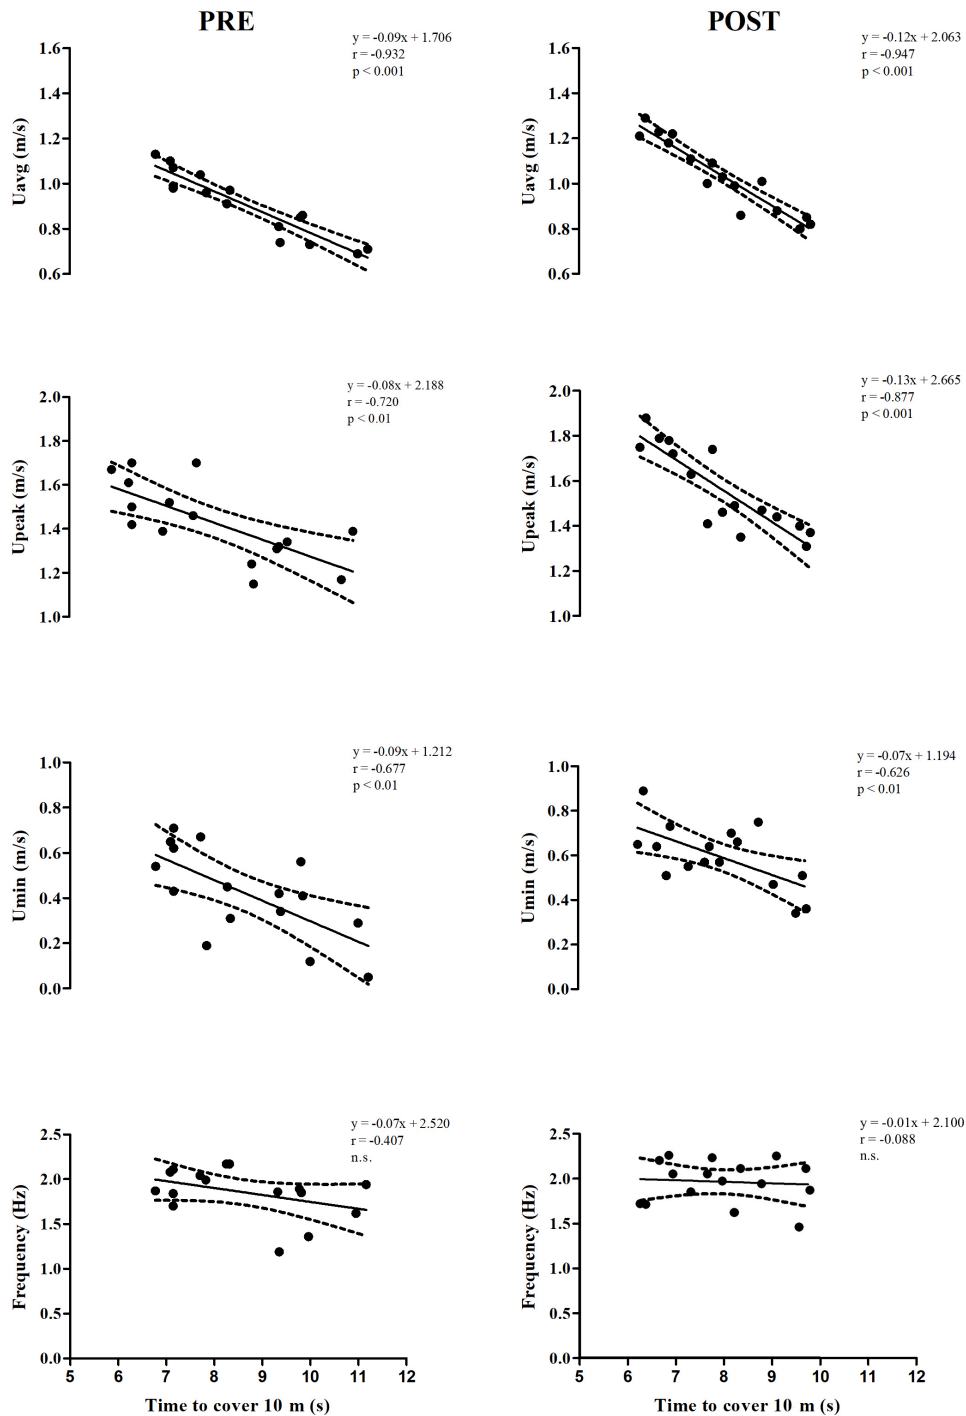 PRE
POST
y = -0.09x + 1.706
r = -0.932
p < 0.001
Uavg (m/s)
1.6
1.4
1.2
1.0
0.8
0.6
y = -0.12x + 2.063
r = -0.947
p < 0.001
Uavg (m/s)
1.6
1.4
1.2
1.0
0.8
0.6
y = -0.08x + 2.188
r = -0.720
p < 0.01
Upeak (m/s)
2.0
1.8
1.6
1.4
1.2
1.0
y = -0.13x + 2.665
r = -0.877
p < 0.001
Upeak (m/s)
2.0
1.8
1.6
1.4
1.2
1.0
y = -0.09x + 1.212
r = -0.677
p < 0.01
Umin (m/s)
1.0
0.8
0.6
0.4
0.2
0.0
y = -0.07x + 1.194
r = -0.626
p < 0.01
Umin (m/s)
1.0
0.8
0.6
0.4
0.2
0.0
y = -0.07x + 2.520
r = -0.407
n.s.
Frequency (Hz)
2.5
2.0
1.5
1.0
0.5
0.0
5 6 7 8 9 10 11 12
Time to cover 10 m (s)
y = -0.01x + 2.100
r = -0.088
n.s.
Frequency (Hz)
2.5
2.0
1.5
1.0
0.5
0.0
5 6 7 8 9 10 11 12
Time to cover 10 m (s)